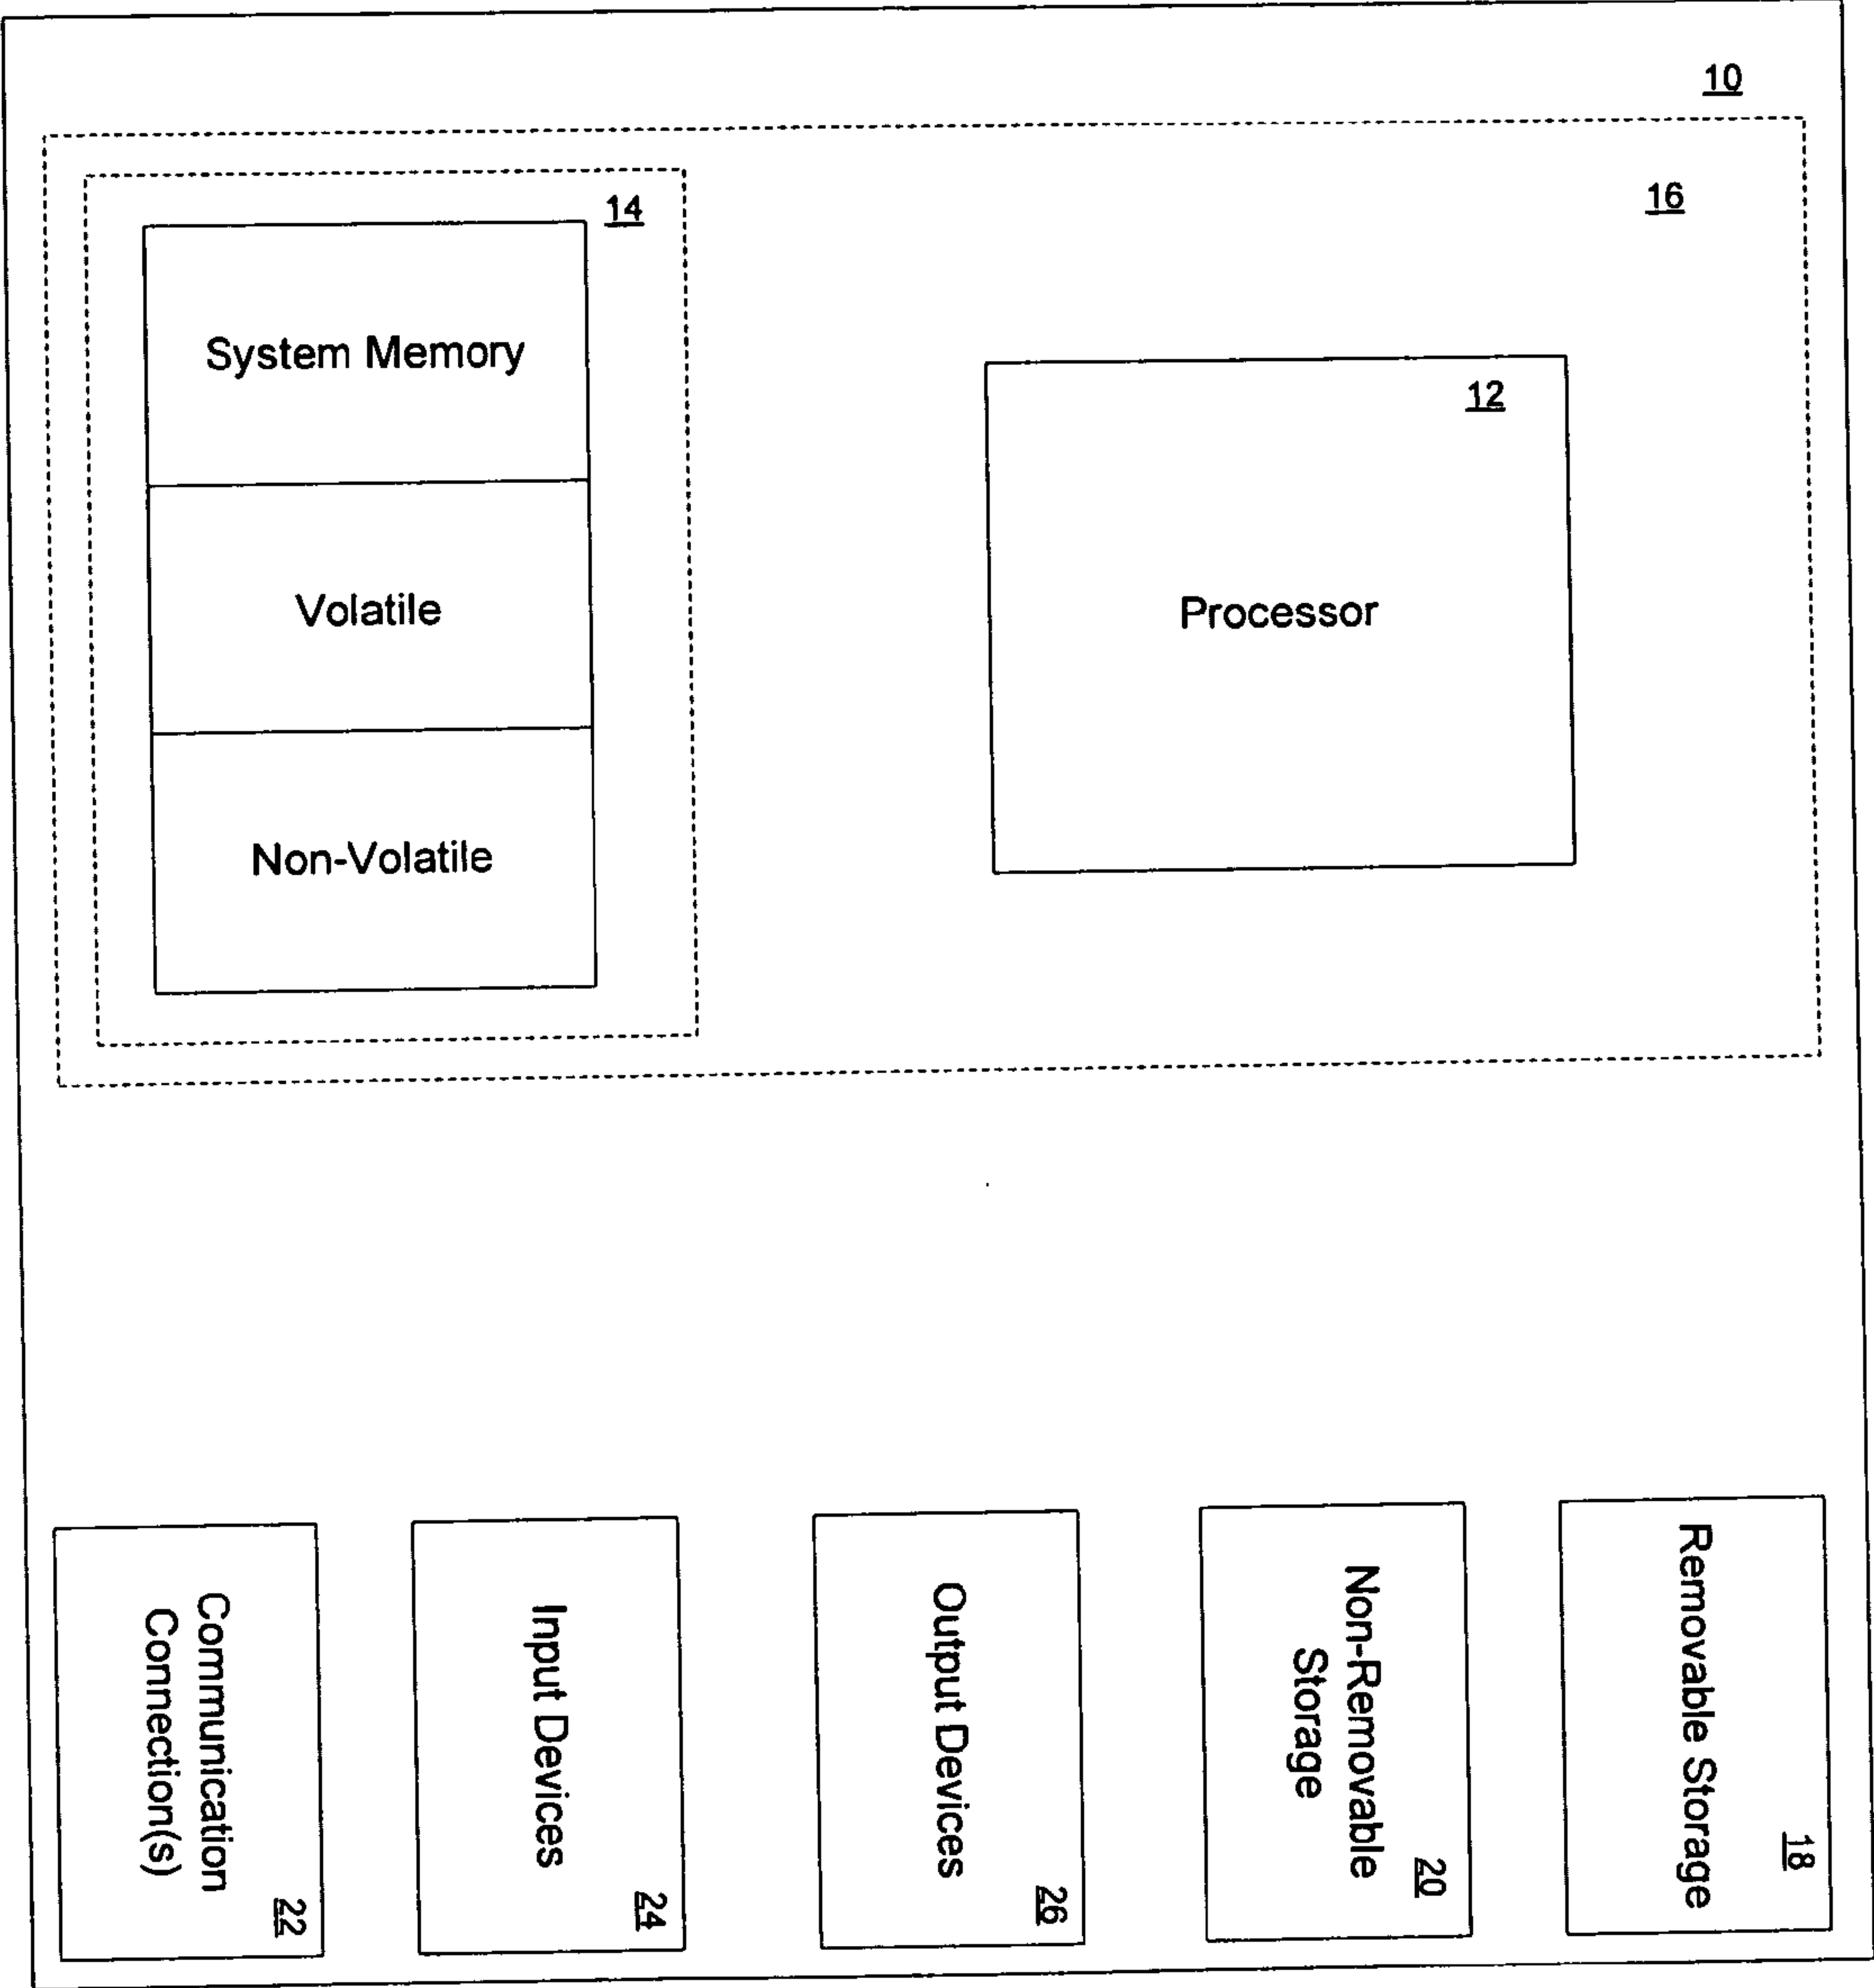 10
16
14
System Memory
Volatile
Non-Volatile
12
Processor
Communication
Connection(s)
22
Input Devices
24
Output Devices
26
Non-Removable
Storage
20
Removable Storage
18